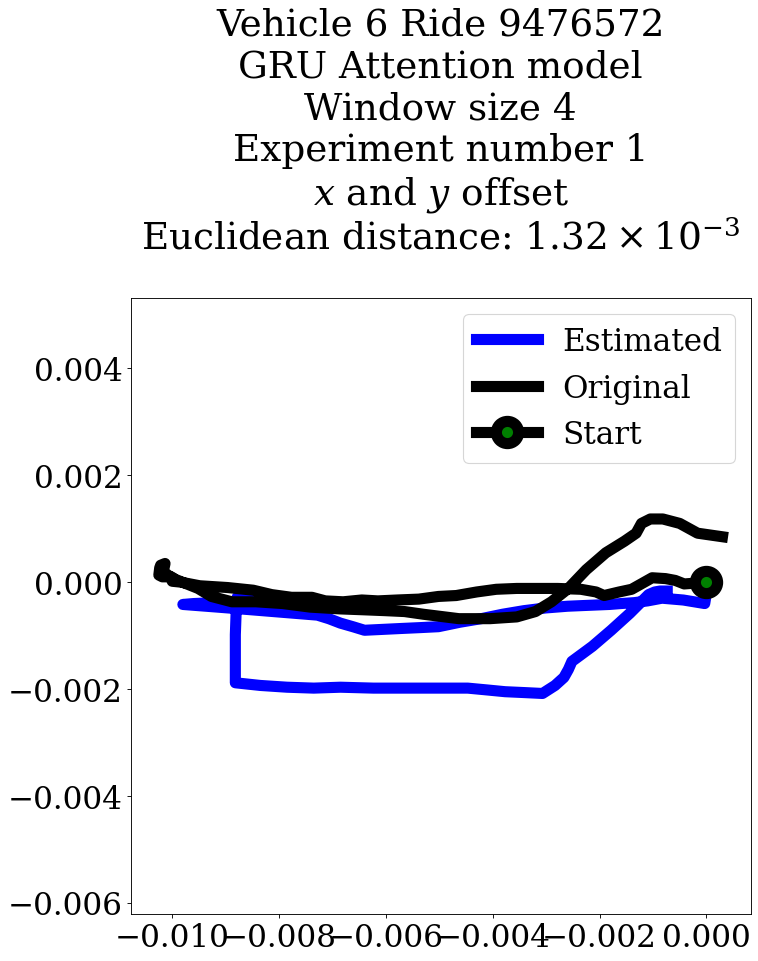 Vehicle 6 Ride 9476572
GRU Attention model
Window size 4
Experiment number 1
x and y offset
Euclidean distance: 1.32 × 10⁻³
Estimated
Original
Start
0.004
0.002
0.000
−0.002
−0.004
−0.006
−0.010 −0.008 −0.006 −0.004 −0.002 0.000